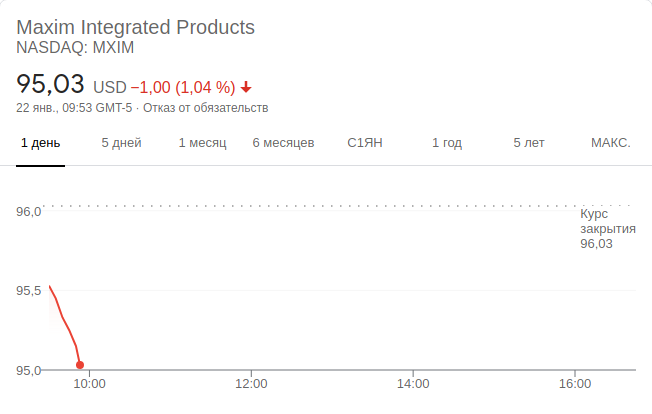 Maxim Integrated Products
NASDAQ: MXIM
95,03 USD −1,00 (1,04 %)
22 янв., 09:53 GMT-5 · Отказ от обязательств
1 день 5 дней 1 месяц 6 месяцев С1ЯН 1 год 5 лет МАКС.
96,0
Курс
закрытия
96,03
95,5
95,0
10:00 12:00 14:00 16:00